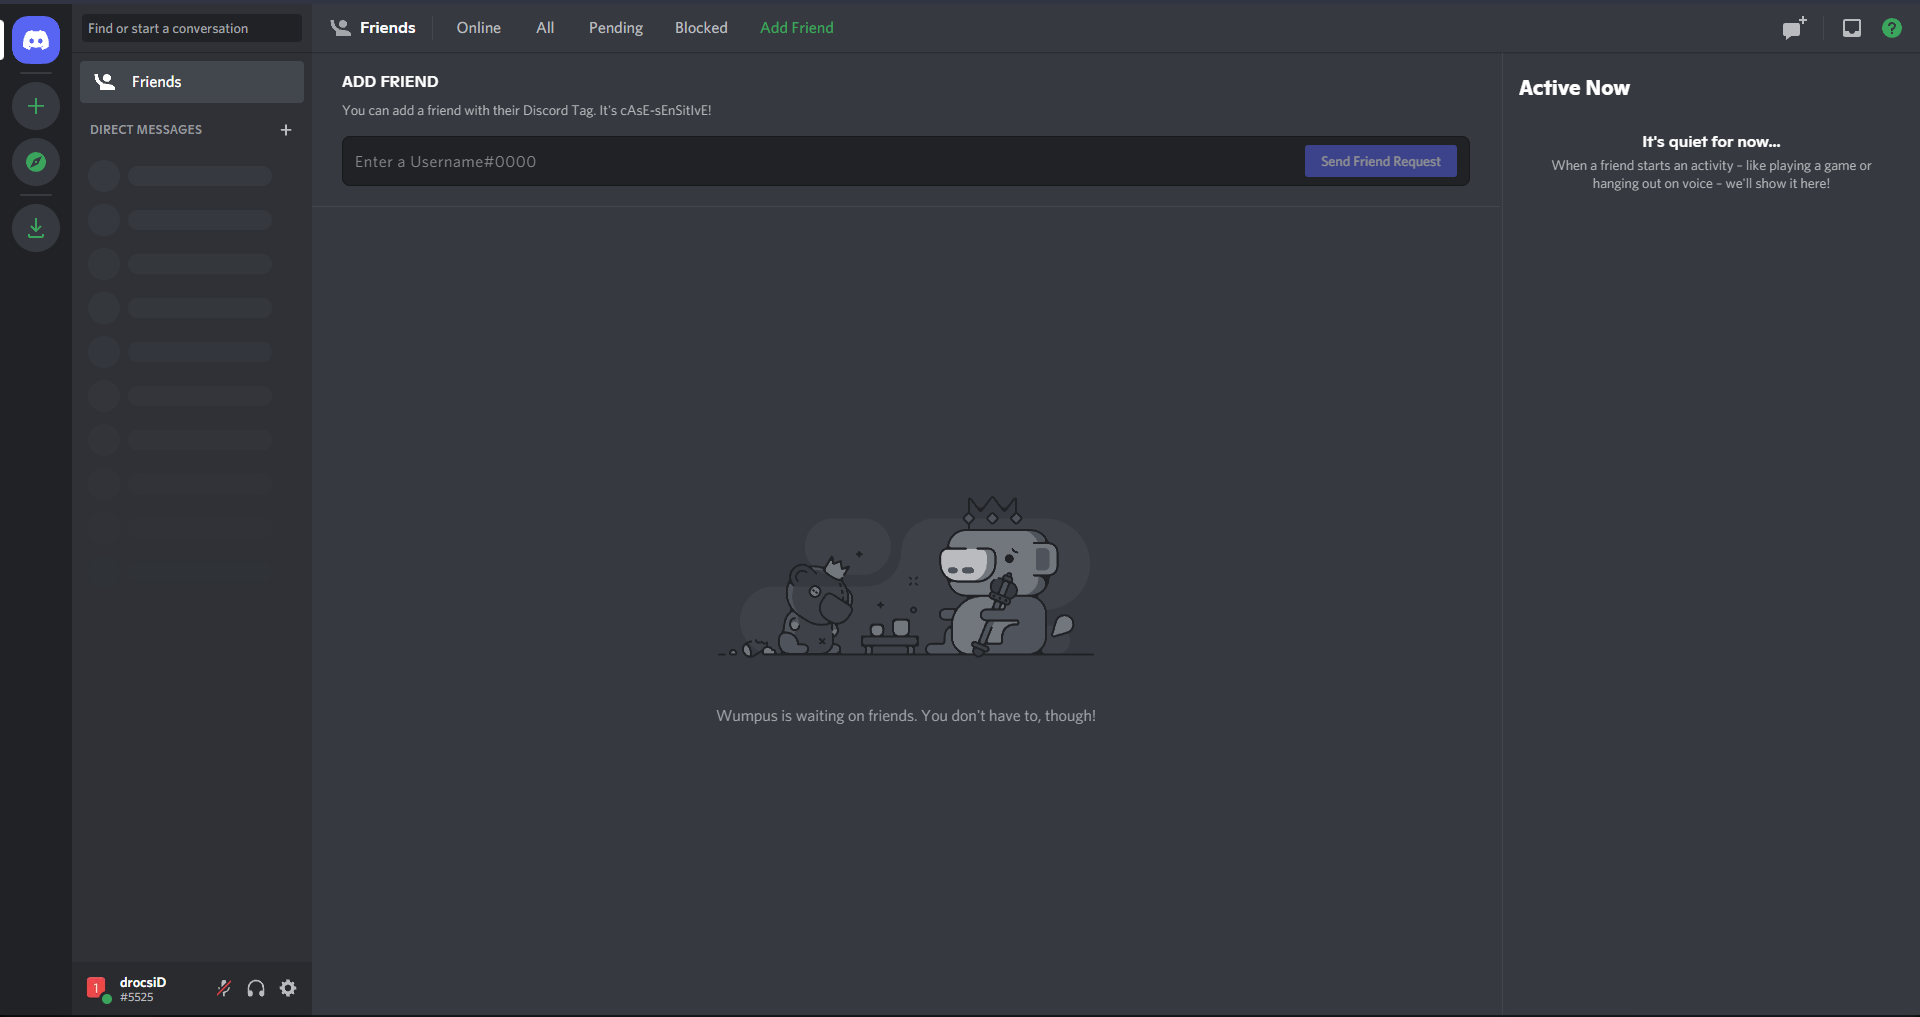 Find or start a conversation
Friends
Online
All
Pending
Blocked
Add Friend
?
Friends
DIRECT MESSAGES
ADD FRIEND
You can add a friend with their Discord Tag. It's cAsE-sEnSitIvE!
Enter a Username#0000
Send Friend Request
Active Now
It's quiet for now...
When a friend starts an activity – like playing a game or
hanging out on voice – we'll show it here!
Wumpus is waiting on friends. You don't have to, though!
1
drocsiD
#5525